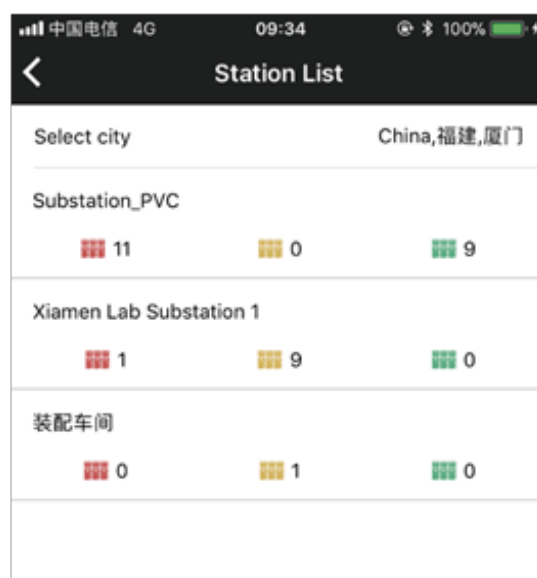 中国电信 4G 09:34 100%
Station List
Select city China,福建,厦门
Substation_PVC
11 0 9
Xiamen Lab Substation 1
1 9 0
装配车间
0 1 0